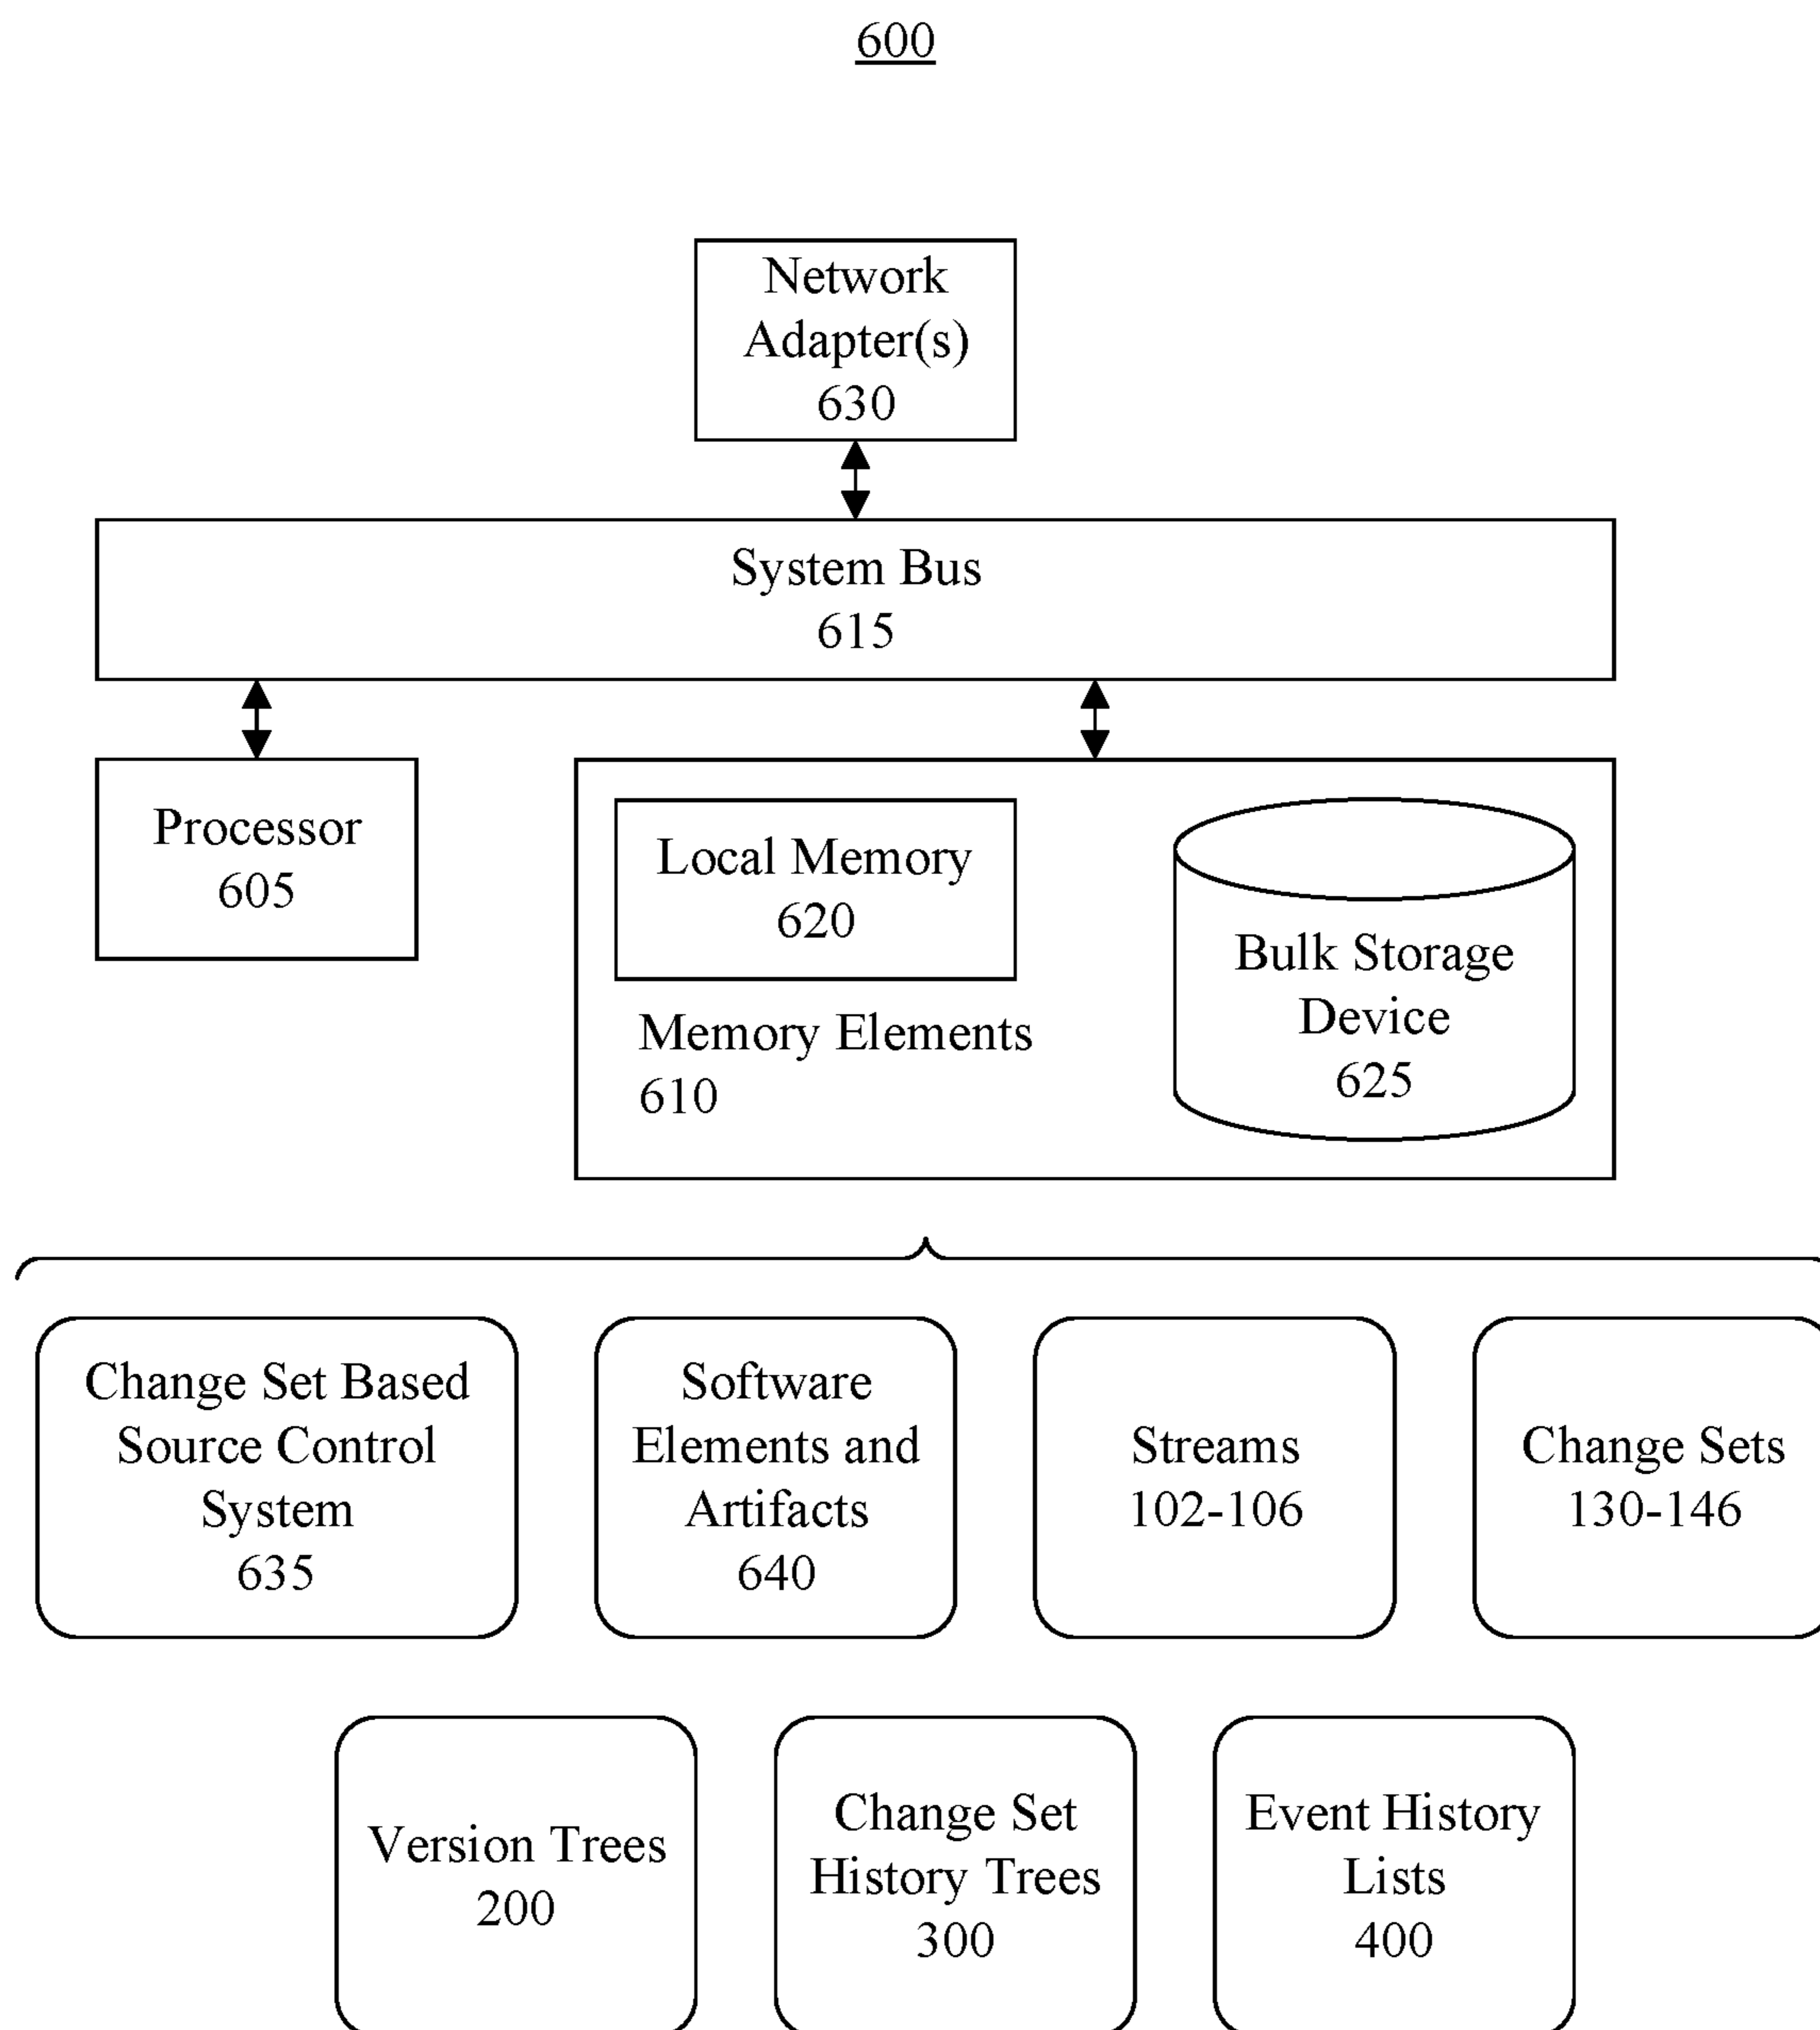 600
Network
Adapter(s)
630
System Bus
615
Processor
605
Local Memory
620
Memory Elements
610
Bulk Storage
Device
625
Change Set Based
Source Control
System
635
Software
Elements and
Artifacts
640
Streams
102-106
Change Sets
130-146
Version Trees
200
Change Set
History Trees
300
Event History
Lists
400